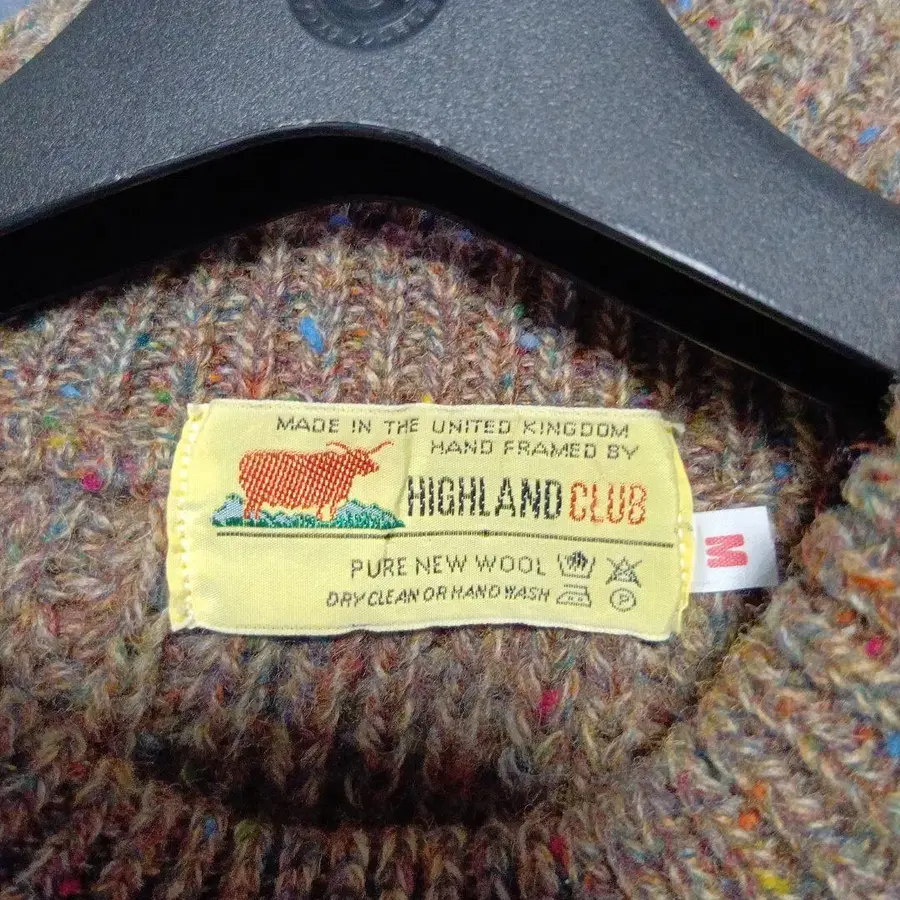 MADE IN THE UNITED KINGDOM
HAND FRAMED BY
HIGHLAND CLUB
PURE NEW WOOL
DRY CLEAN OR HAND WASH
P
M